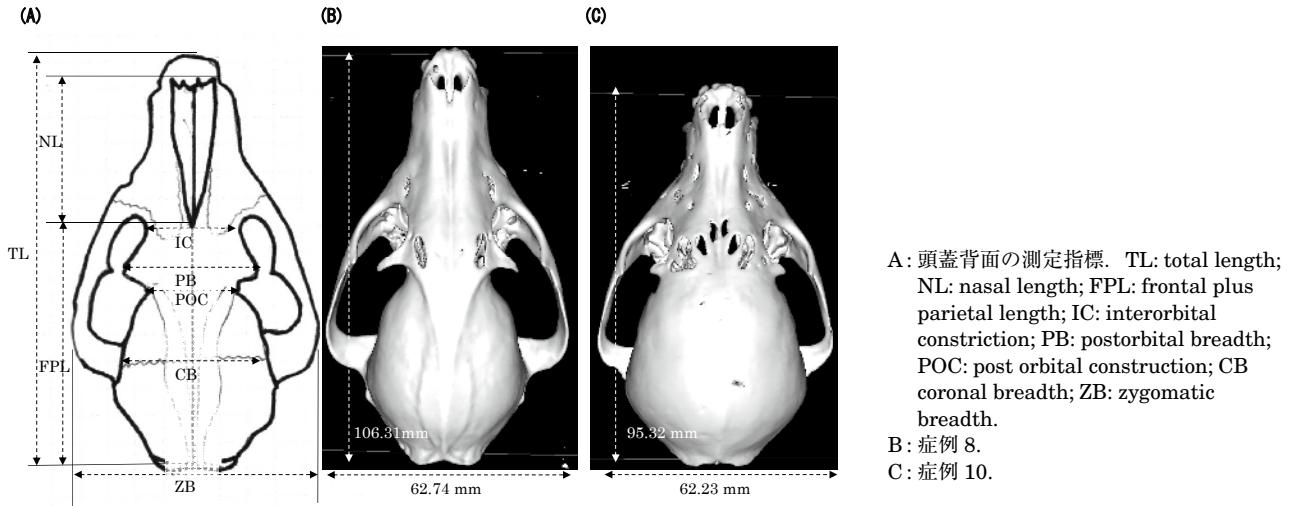 (A)
(B)
(C)
NL
TL
IC
PB
POC
FPL
CB
ZB
106.31mm
62.74 mm
95.32 mm
62.23 mm
A : 頭蓋背面の測定指標. TL: total length;
NL: nasal length; FPL: frontal plus
parietal length; IC: interorbital
constriction; PB: postorbital breadth;
POC: post orbital construction; CB
coronal breadth; ZB: zygomatic
breadth.
B : 症例 8.
C : 症例 10.